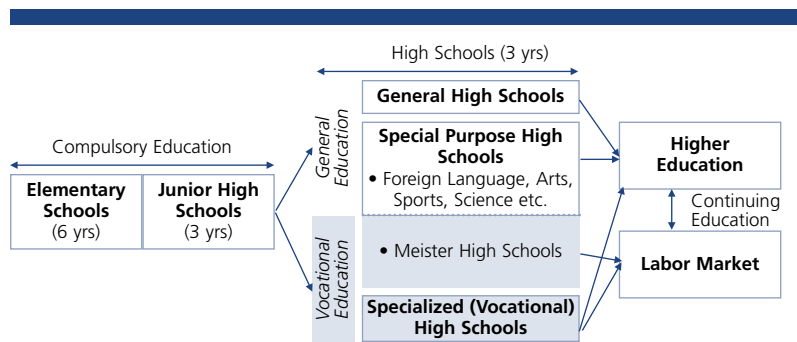 High Schools (3 yrs)
General High Schools
Compulsory Education
Elementary
Schools
(6 yrs)
Junior High
Schools
(3 yrs)
General
Education
Special Purpose High
Schools
• Foreign Language, Arts,
Sports, Science etc.
Vocational
Education
• Meister High Schools
Specialized (Vocational)
High Schools
Higher
Education
Continuing
Education
Labor Market